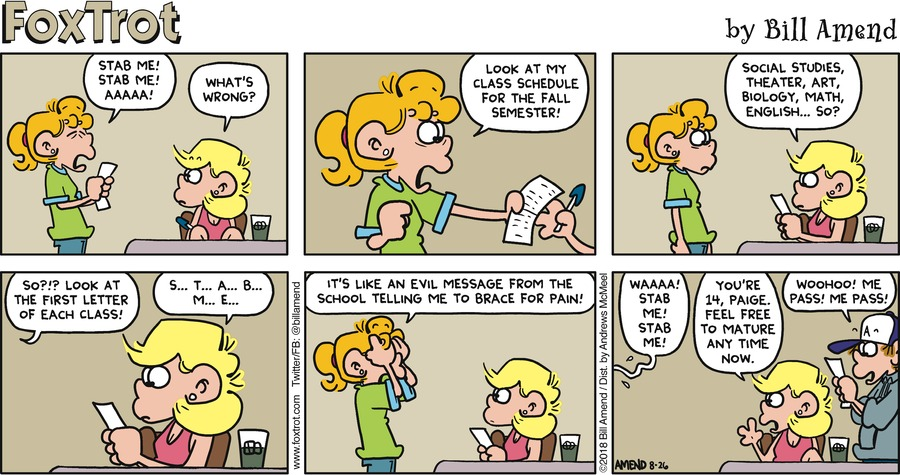 FoxTrot
by Bill Amend
STAB ME!
STAB ME!
AAAAA!
WHAT'S
WRONG?
LOOK AT MY
CLASS SCHEDULE
FOR THE FALL
SEMESTER!
SOCIAL STUDIES,
THEATER, ART,
BIOLOGY, MATH,
ENGLISH... SO?
SO?!? LOOK AT
THE FIRST LETTER
OF EACH CLASS!
S... T... A... B...
M... E...
www.foxtrot.com Twitter/FB: @billamend
IT'S LIKE AN EVIL MESSAGE FROM THE
SCHOOL TELLING ME TO BRACE FOR PAIN!
©2018 Bill Amend / Dist. by Andrews McMeel
WAAAA!
STAB
ME!
STAB
ME!
YOU'RE
14, PAIGE.
FEEL FREE
TO MATURE
ANY TIME
NOW.
WOOHOO! ME
PASS! ME PASS!
A
AMEND 8-26